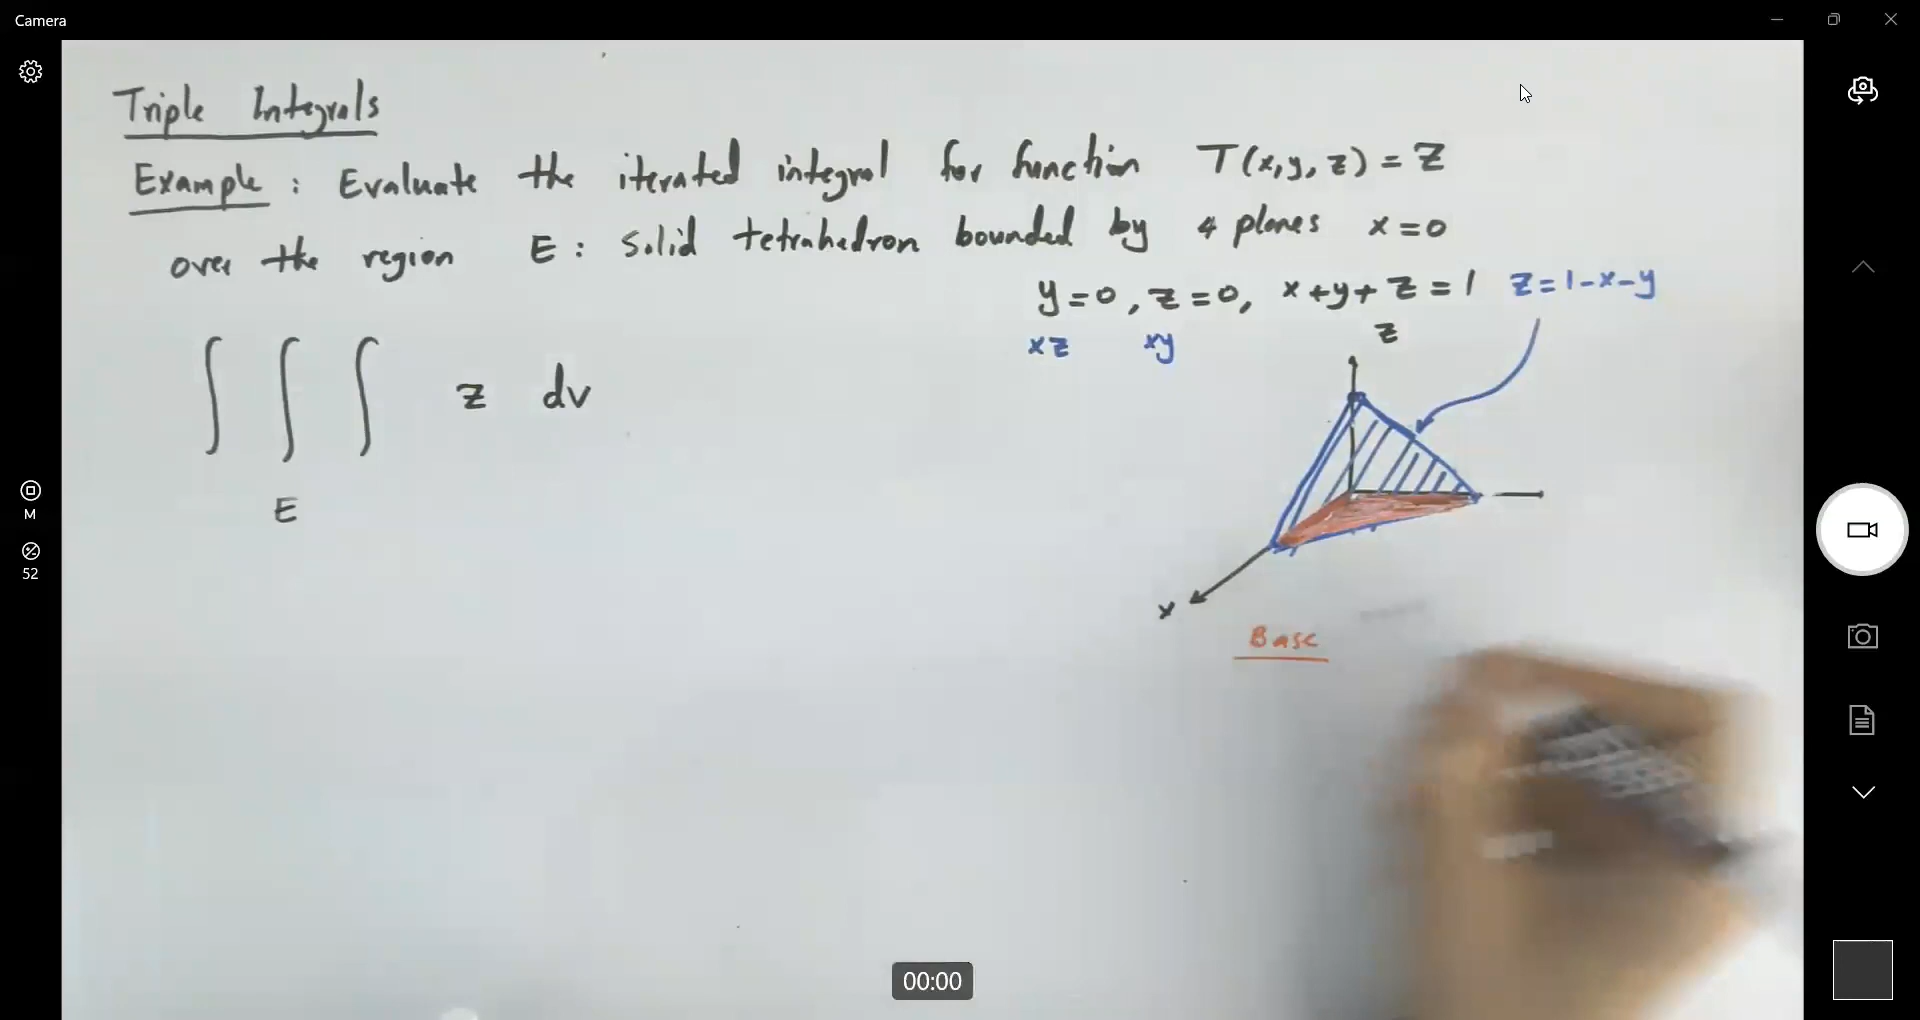 Camera
Triple Integrals
Example : Evaluate the iterated integral for function T(x,y,z) = z
over the region E : Solid tetrahedron bounded by 4 planes x=0
y=0, z=0, x+y+z=1 z=1-x-y
xz xy
z
∫ ∫ ∫ z dv
E
M
52
x
Base
00:00